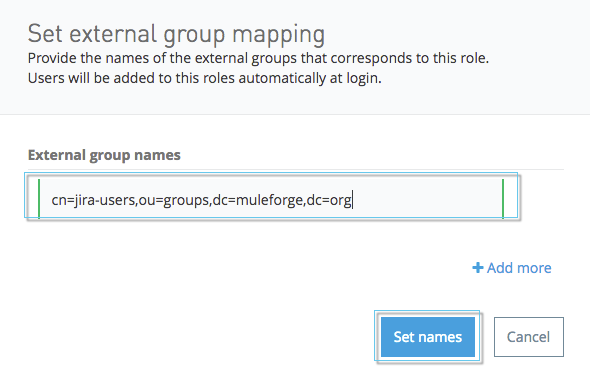 Set external group mapping
Provide the names of the external groups that corresponds to this role.
Users will be added to this roles automatically at login.
External group names
cn=jira-users,ou=groups,dc=muleforge,dc=org
+ Add more
Set names
Cancel